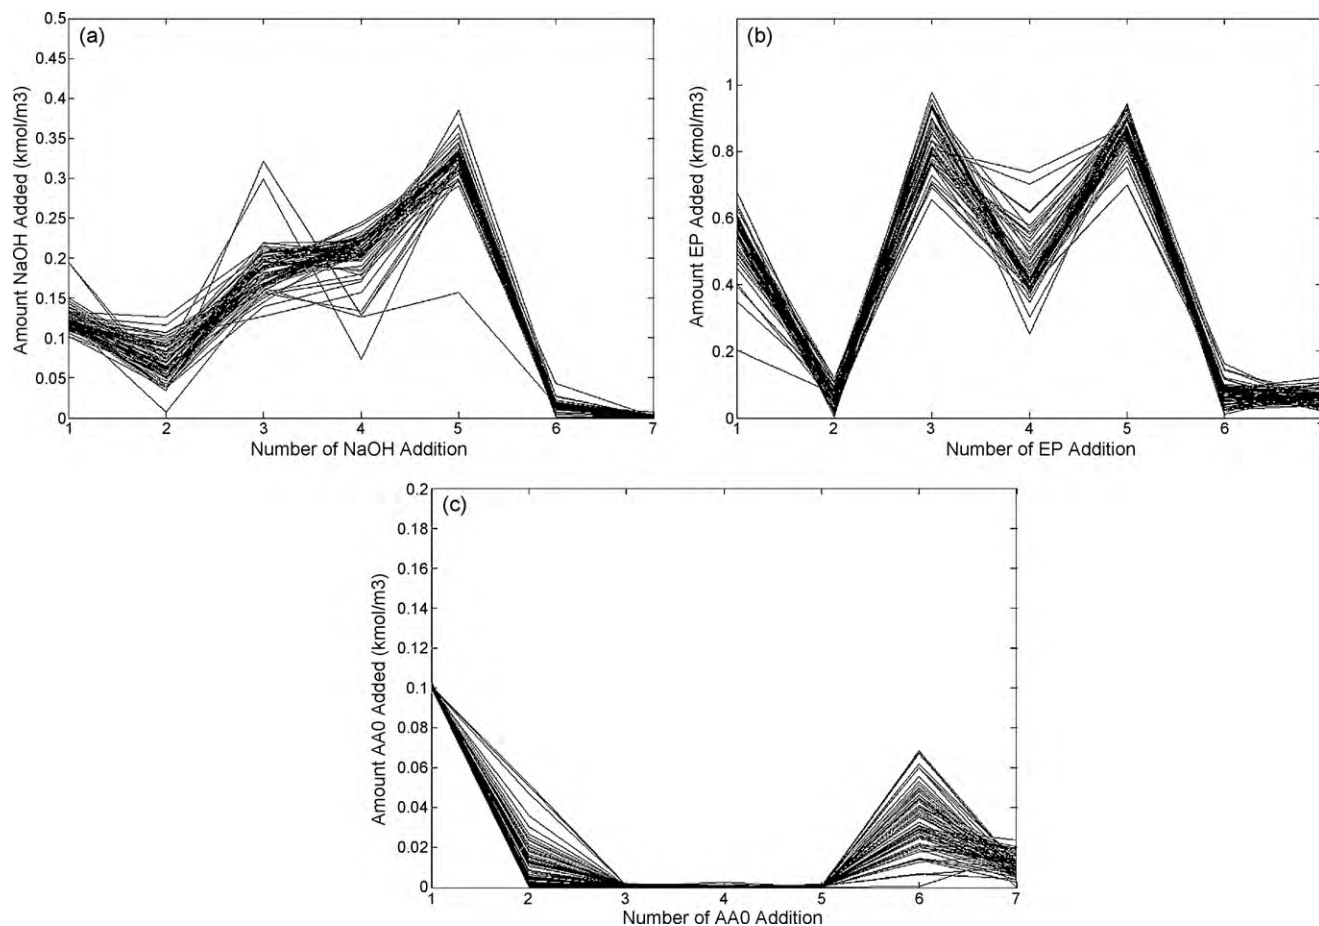 (a)
Amount NaOH Added (kmol/m3)
0.5
0.45
0.4
0.35
0.3
0.25
0.2
0.15
0.1
0.05
0
1 2 3 4 5 6 7
Number of NaOH Addition
(b)
Amount EP Added (kmol/m3)
1
0.8
0.6
0.4
0.2
0
1 2 3 4 5 6
Number of EP Addition
(c)
Amount AA0 Added (kmol/m3)
0.2
0.18
0.16
0.14
0.12
0.1
0.08
0.06
0.04
0.02
0
1 2 3 4 5 6 7
Number of AA0 Addition